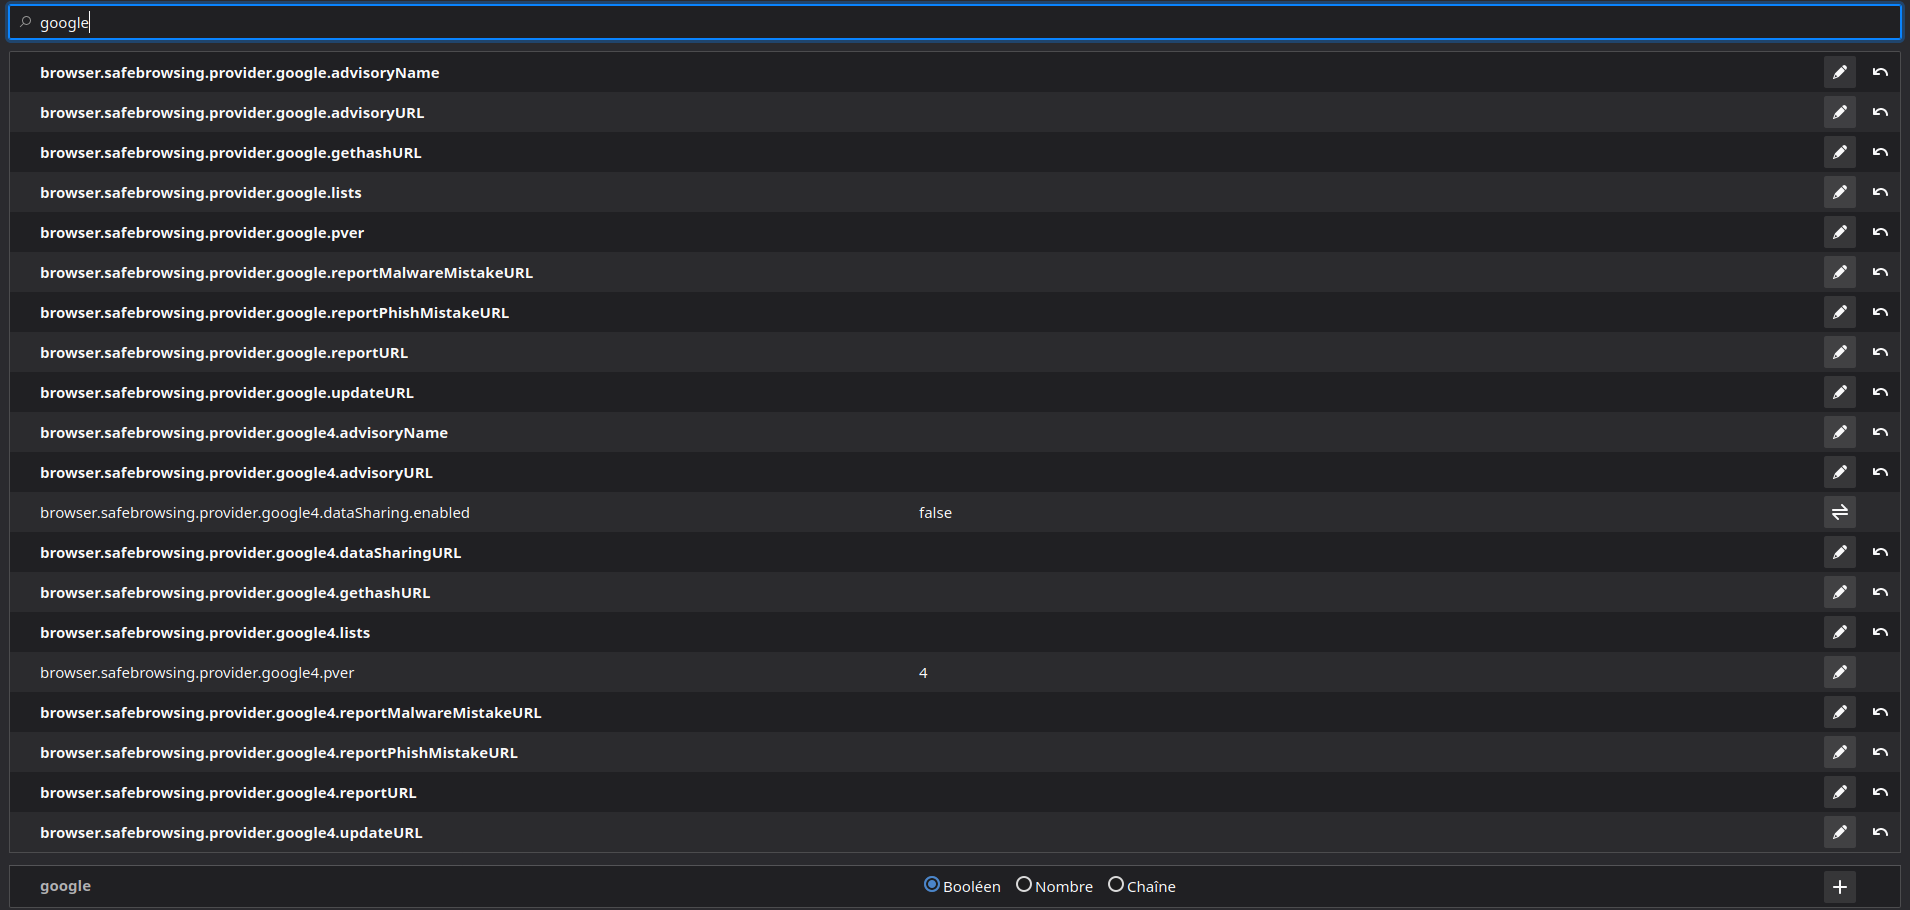 google
browser.safebrowsing.provider.google.advisoryName
browser.safebrowsing.provider.google.advisoryURL
browser.safebrowsing.provider.google.gethashURL
browser.safebrowsing.provider.google.lists
browser.safebrowsing.provider.google.pver
browser.safebrowsing.provider.google.reportMalwareMistakeURL
browser.safebrowsing.provider.google.reportPhishMistakeURL
browser.safebrowsing.provider.google.reportURL
browser.safebrowsing.provider.google.updateURL
browser.safebrowsing.provider.google4.advisoryName
browser.safebrowsing.provider.google4.advisoryURL
browser.safebrowsing.provider.google4.dataSharing.enabled false
browser.safebrowsing.provider.google4.dataSharingURL
browser.safebrowsing.provider.google4.gethashURL
browser.safebrowsing.provider.google4.lists
browser.safebrowsing.provider.google4.pver 4
browser.safebrowsing.provider.google4.reportMalwareMistakeURL
browser.safebrowsing.provider.google4.reportPhishMistakeURL
browser.safebrowsing.provider.google4.reportURL
browser.safebrowsing.provider.google4.updateURL
google Booléen Nombre Chaîne